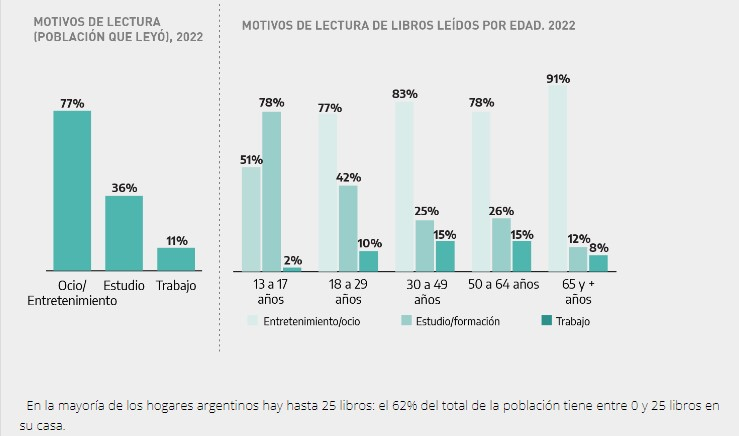 MOTIVOS DE LECTURA
(POBLACIÓN QUE LEYÓ), 2022
77%
36%
11%
Ocio/
Entretenimiento
Estudio
Trabajo
MOTIVOS DE LECTURA DE LIBROS LEÍDOS POR EDAD. 2022
51%
78%
2%
77%
42%
10%
83%
25%
15%
78%
26%
15%
91%
12%
8%
13 a 17
años
18 a 29
años
30 a 49
años
50 a 64 años
65 y +
años
Entretenimiento/ocio
Estudio/formación
Trabajo
En la mayoría de los hogares argentinos hay hasta 25 libros: el 62% del total de la población tiene entre 0 y 25 libros en
su casa.